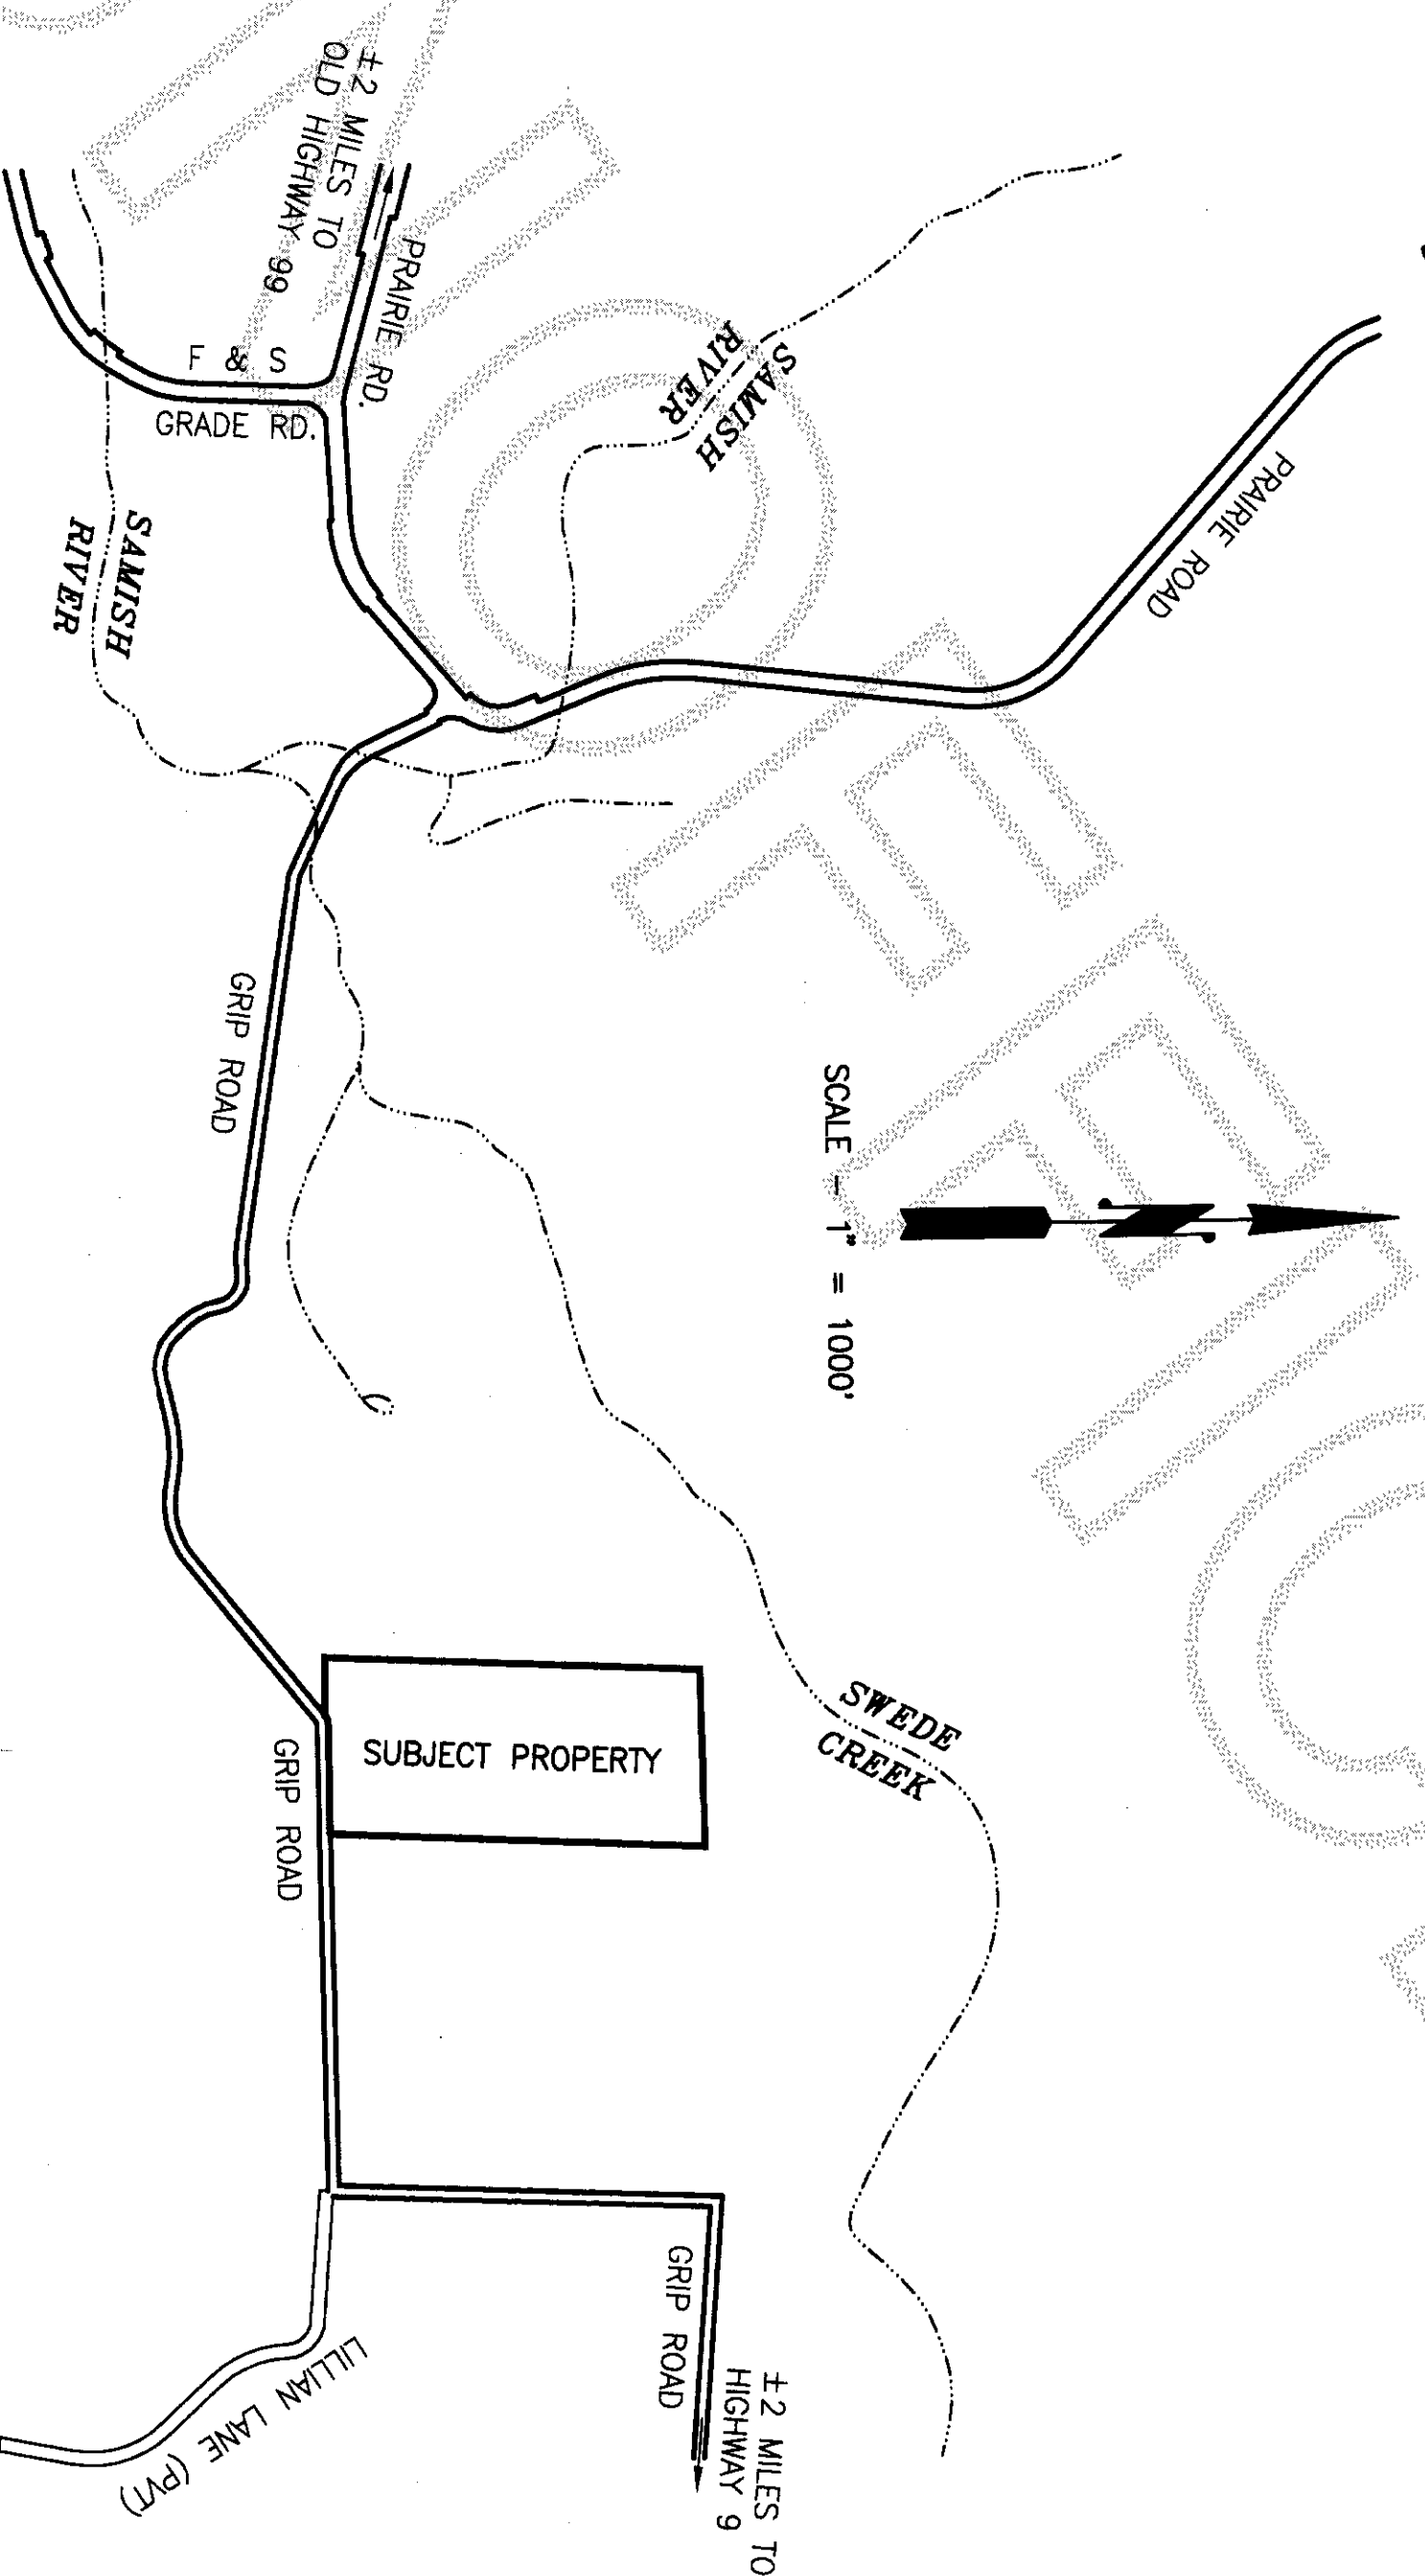 ±2 MILES TO
OLD HIGHWAY 99
PRAIRIE RD.
F & S
GRADE RD.
SAMISH
RIVER
SAMISH
RIVER
PRAIRIE ROAD
GRIP ROAD
SCALE - 1" = 1000'
SUBJECT PROPERTY
GRIP ROAD
SWEDE
CREEK
GRIP ROAD
±2 MILES TO
HIGHWAY 9
LILLIAN LANE (PVT)